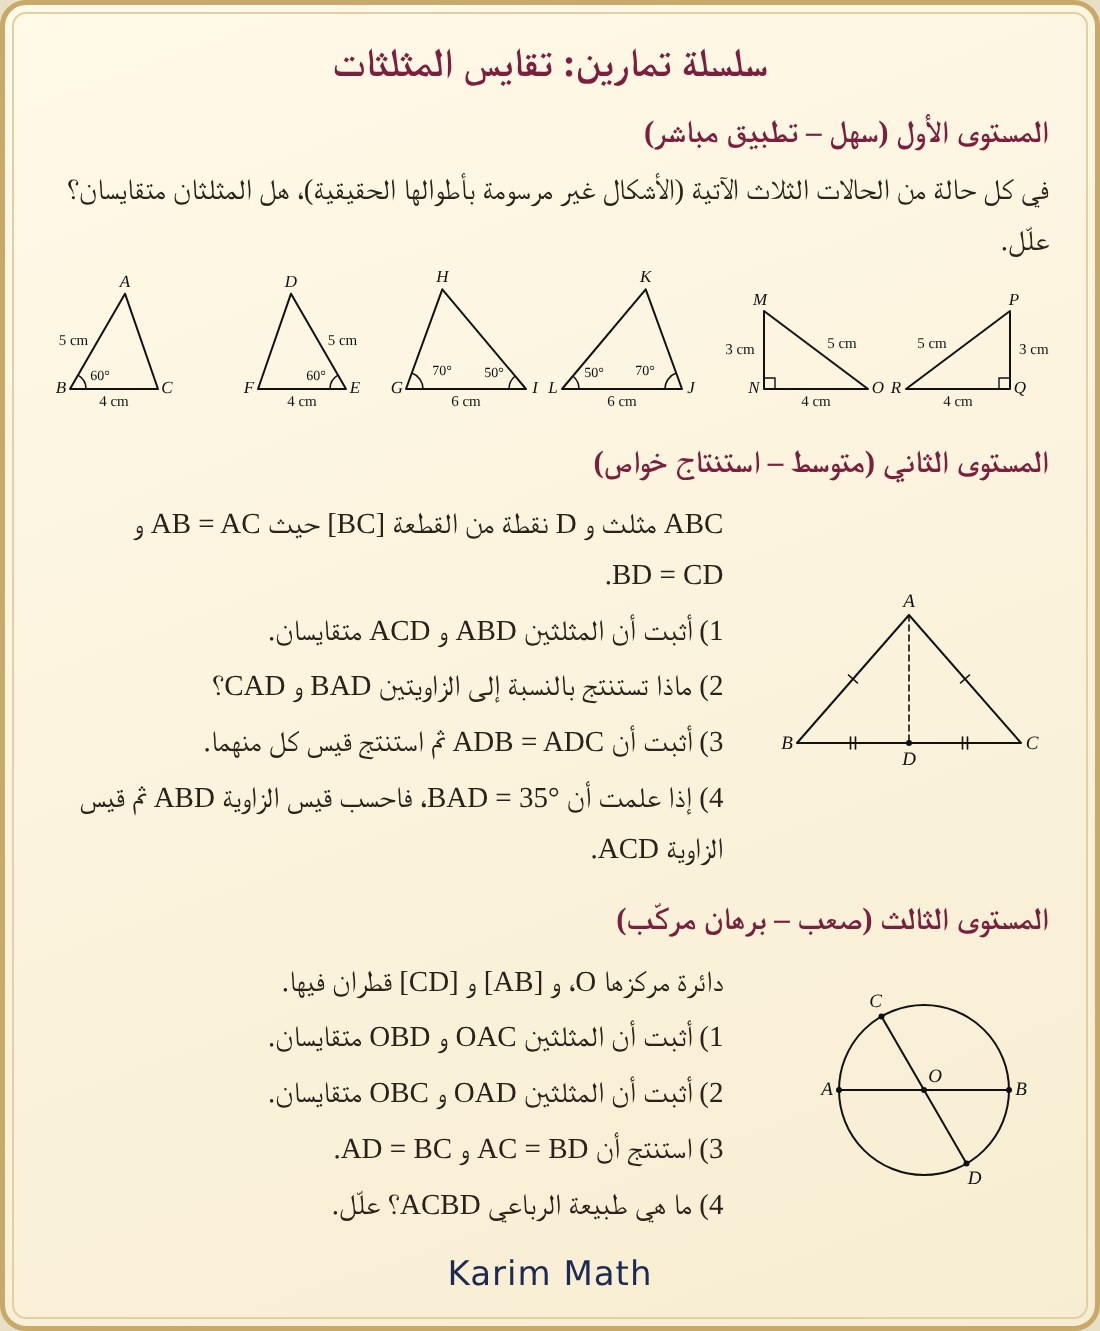 سلسلة تمارين: تقايس المثلثات
المستوى الأول (سهل – تطبيق مباشر)
في كل حالة من الحالات الثلاث الآتية (الأشكال غير مرسومة بأطوالها الحقيقية)، هل المثلثان متقايسان؟
علّل.
A
5 cm
60°
B
C
4 cm
D
5 cm
60°
F
E
4 cm
H
70°
50°
G
I
6 cm
K
50°
70°
L
J
6 cm
M
3 cm
5 cm
N
O
4 cm
P
5 cm
3 cm
R
Q
4 cm
المستوى الثاني (متوسط – استنتاج خواص)
ABC مثلث و D نقطة من القطعة [BC] حيث AB = AC و
BD = CD.
1) أثبت أن المثلثين ABD و ACD متقايسان.
2) ماذا تستنتج بالنسبة إلى الزاويتين BAD و CAD؟
3) أثبت أن ADB = ADC ثم استنتج قيس كل منهما.
4) إذا علمت أن BAD = 35°، فاحسب قيس الزاوية ABD ثم قيس
الزاوية ACD.
A
B
C
D
المستوى الثالث (صعب – برهان مركّب)
دائرة مركزها O، و [AB] و [CD] قطران فيها.
1) أثبت أن المثلثين OAC و OBD متقايسان.
2) أثبت أن المثلثين OAD و OBC متقايسان.
3) استنتج أن AC = BD و AD = BC.
4) ما هي طبيعة الرباعي ACBD؟ علّل.
C
O
A
B
D
Karim Math